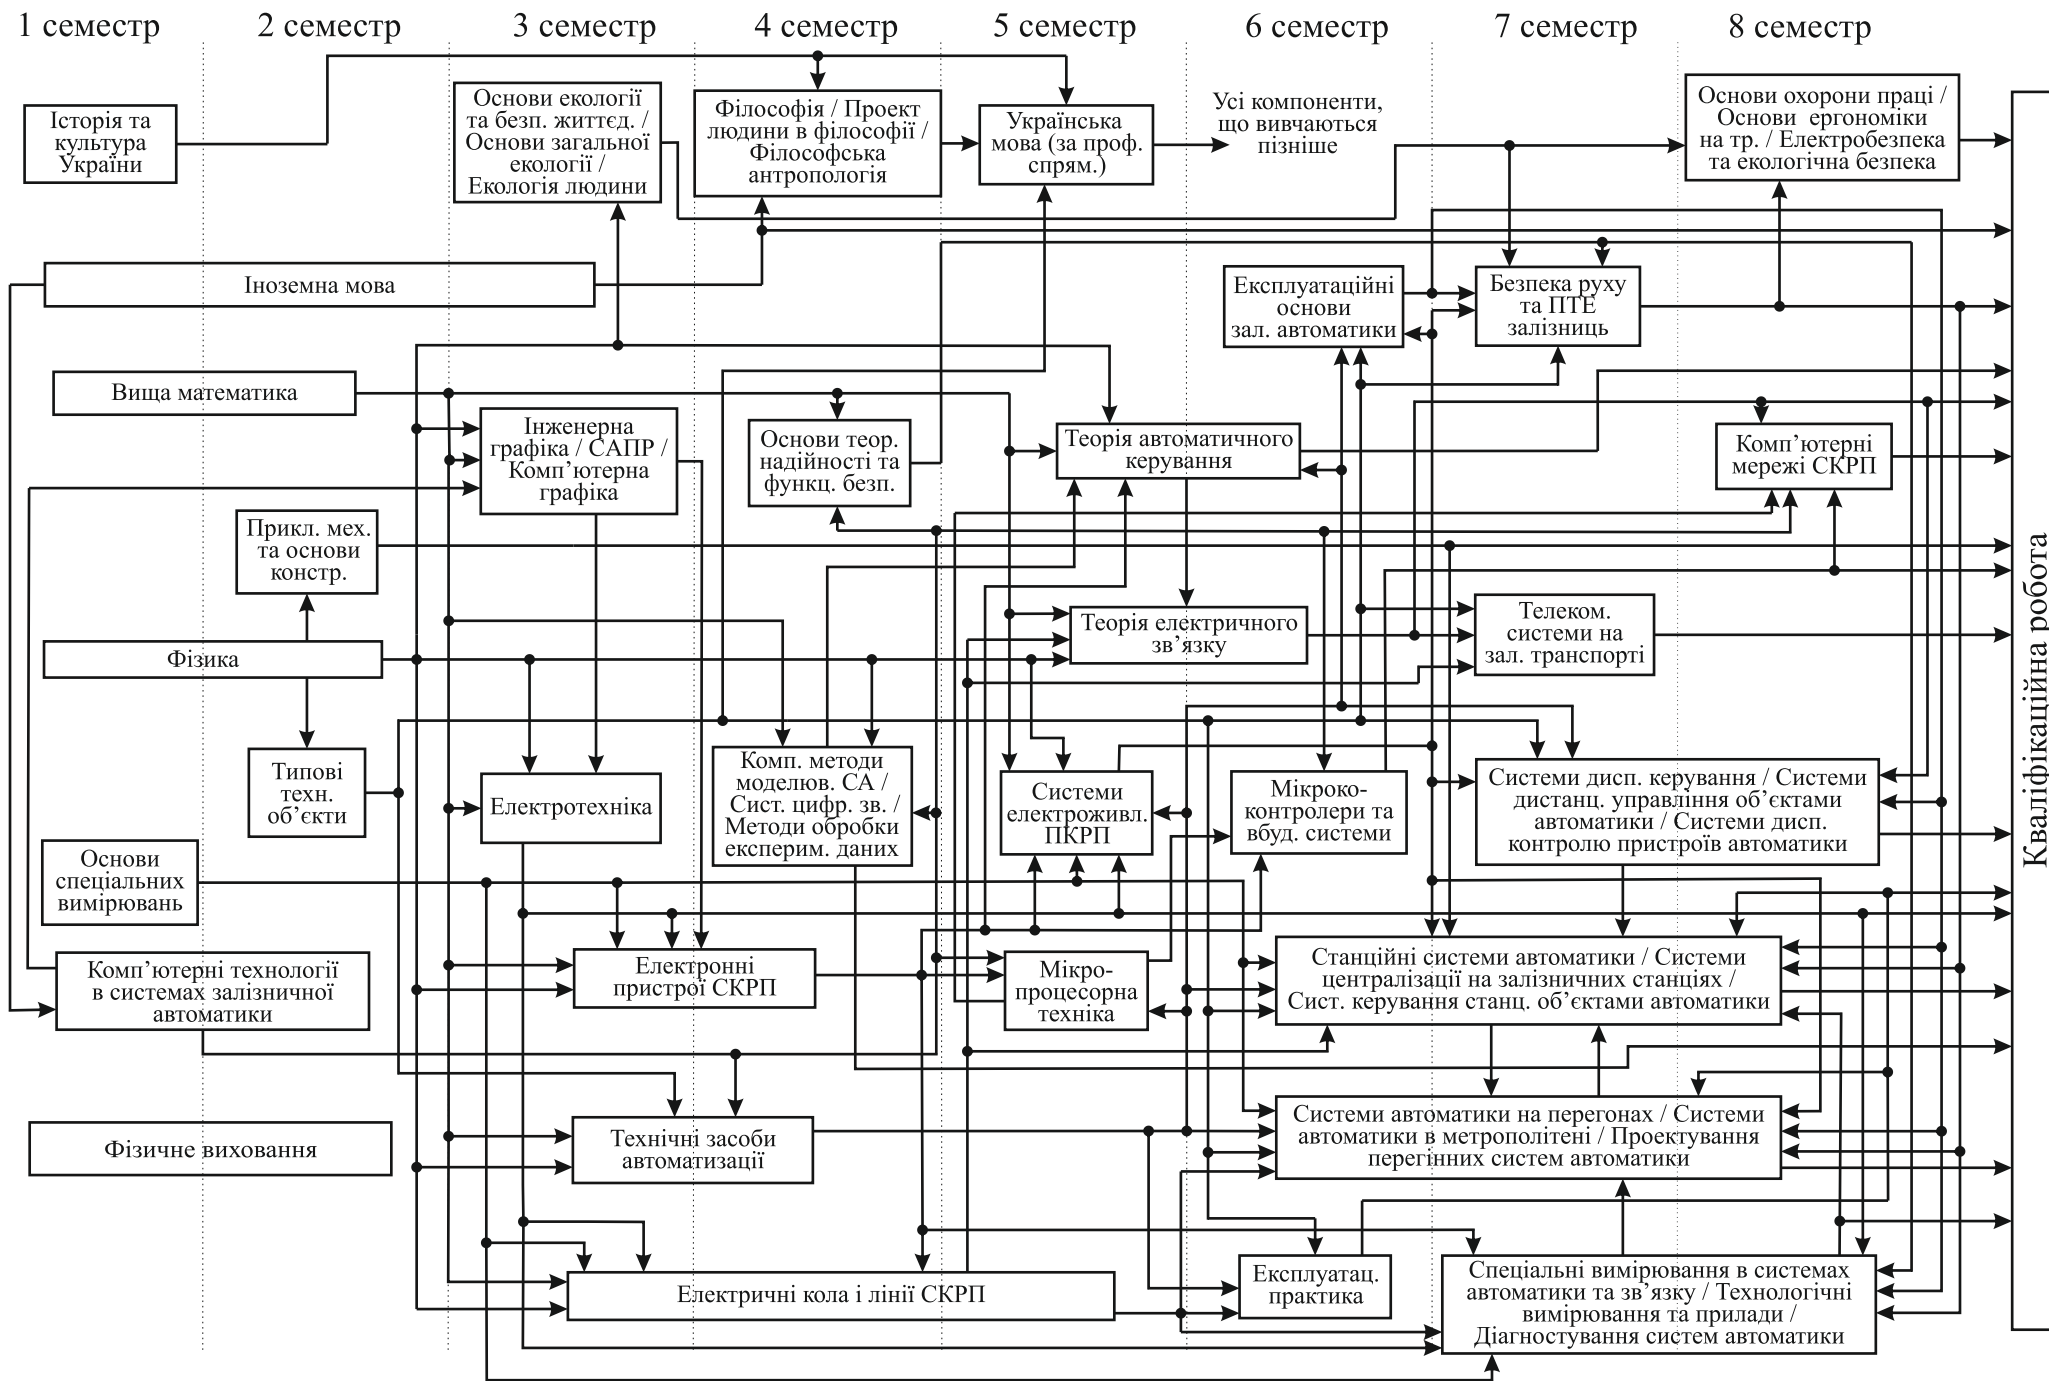 1 семестр
2 семестр
3 семестр
4 семестр
5 семестр
6 семестр
7 семестр
8 семестр
Історія та
культура
України
Основи екології
та безп. життєд. /
Основи загальної
екології /
Екологія людини
Філософія / Проект
людини в філософії /
Філософська
антропологія
Українська
мова (за проф.
спрям.)
Усі компоненти,
що вивчаються
пізніше
Основи охорони праці /
Основи ергономіки
на тр. / Електробезпека
та екологічна безпека
Іноземна мова
Експлуатаційні
основи
зал. автоматики
Безпека руху
та ПТЕ
залізниць
Вища математика
Інженерна
графіка / САПР /
Комп’ютерна
графіка
Основи теор.
надійності та
функц. безп.
Теорія автоматичного
керування
Комп’ютерні
мережі СКРП
Прикл. мех.
та основи
констр.
Фізика
Теорія електричного
зв’язку
Телеком.
системи на
зал. транспорті
Типові
техн.
об’єкти
Електротехніка
Комп. методи
моделюв. СА /
Сист. цифр. зв. /
Методи обробки
експерим. даних
Системи
електроживл.
ПКРП
Мікроко-
контролери та
вбуд. системи
Системи дисп. керування / Системи
дистанц. управління об’єктами
автоматики / Системи дисп.
контролю пристроїв автоматики
Основи
спеціальних
вимірювань
Комп’ютерні технології
в системах залізничної
автоматики
Електронні
пристрої СКРП
Мікро-
процесорна
техніка
Станційні системи автоматики / Системи
централізації на залізничних станціях /
Сист. керування станц. об’єктами автоматики
Фізичне виховання
Технічні засоби
автоматизації
Системи автоматики на перегонах / Системи
автоматики в метрополітені / Проектування
перегінних систем автоматики
Електричні кола і лінії СКРП
Експлуатац.
практика
Спеціальні вимірювання в системах
автоматики та зв’язку / Технологічні
вимірювання та прилади /
Діагностування систем автоматики
Кваліфікаційна робота